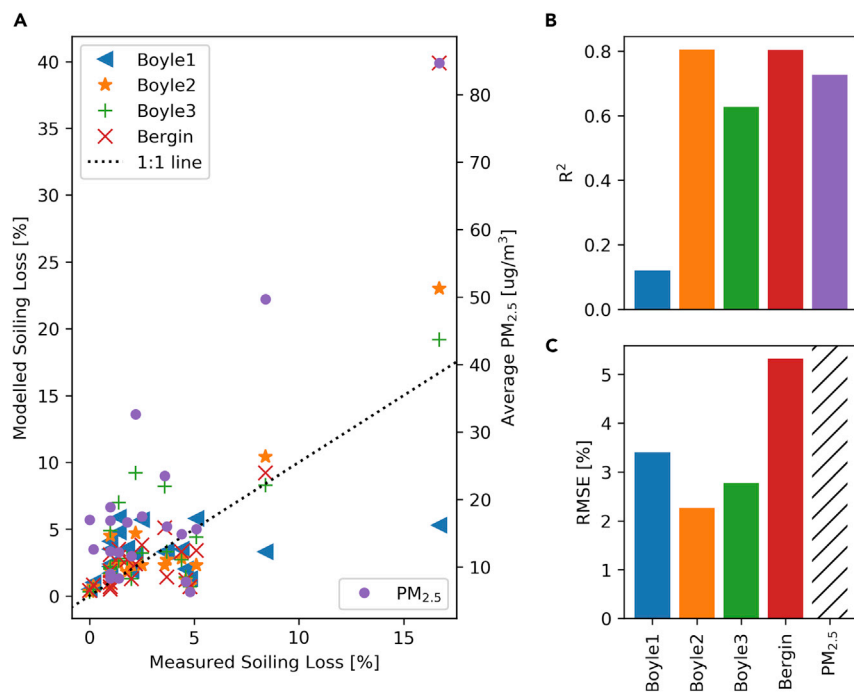 A
Modelled Soiling Loss [%]
40
35
30
25
20
15
10
5
0
Boyle1
Boyle2
Boyle3
Bergin
1:1 line
PM2.5
0
5
10
15
Measured Soiling Loss [%]
80
70
60
50
40
30
20
10
Average PM2.5 [ug/m³]
B
R²
0.8
0.6
0.4
0.2
0.0
C
RMSE [%]
5
4
3
2
1
0
Boyle1
Boyle2
Boyle3
Bergin
PM2.5